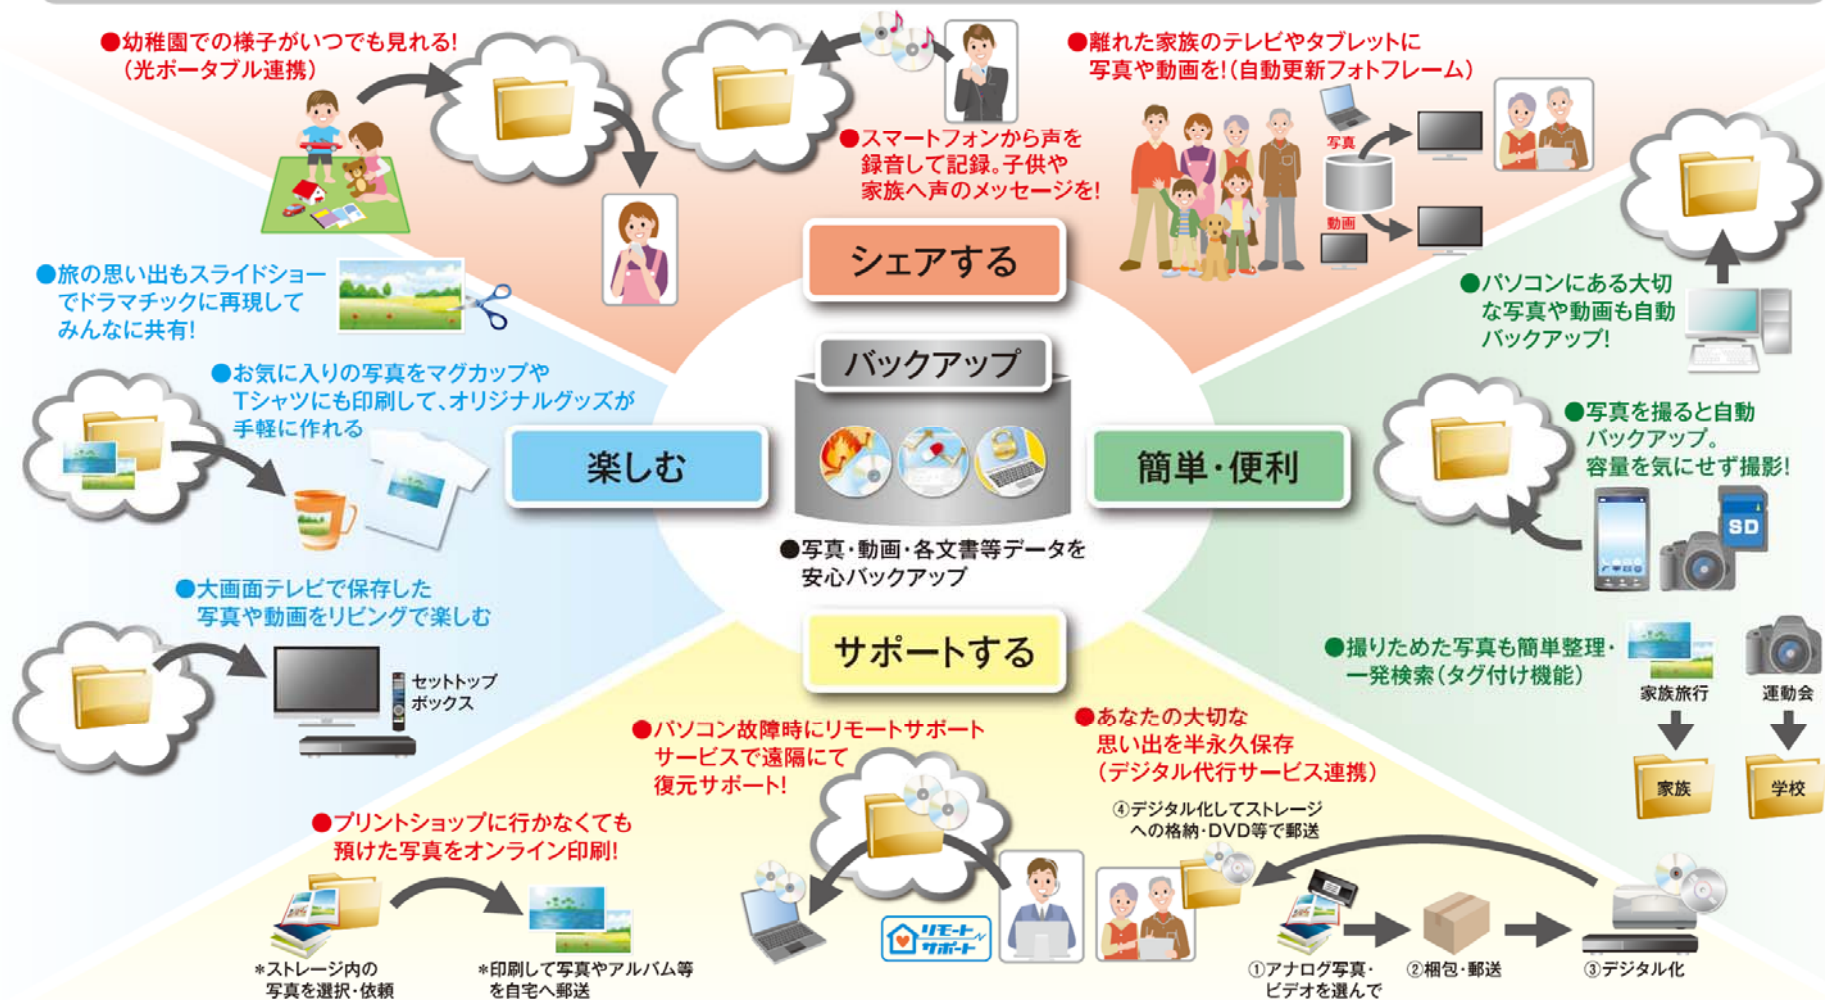 ●幼稚園での様子がいつでも見れる!
（光ポータブル連携）
●スマートフォンから声を
録音して記録。子供や
家族へ声のメッセージを!
●離れた家族のテレビやタブレットに
写真や動画を!(自動更新フォトフレーム)
写真
動画
シェアする
●旅の思い出もスライドショー
でドラマチックに再現して
みんなに共有!
●お気に入りの写真をマグカップや
Tシャツにも印刷して、オリジナルグッズが
手軽に作れる
楽しむ
●大画面テレビで保存した
写真や動画をリビングで楽しむ
セットトップ
ボックス
バックアップ
●写真・動画・各文書等データを
安心バックアップ
簡単・便利
●パソコンにある大切
な写真や動画も自動
バックアップ!
●写真を撮ると自動
バックアップ。
容量を気にせず撮影!
SD
●撮りためた写真も簡単整理・
一発検索(タグ付け機能)
家族旅行
運動会
家族
学校
サポートする
●パソコン故障時にリモートサポート
サービスで遠隔にて
復元サポート!
リモート
サポート
●プリントショップに行かなくても
預けた写真をオンライン印刷!
*ストレージ内の
写真を選択・依頼
*印刷して写真やアルバム等
を自宅へ郵送
●あなたの大切な
思い出を半永久保存
(デジタル代行サービス連携)
④デジタル化してストレージ
への格納・DVD等で郵送
①アナログ写真・
ビデオを選んで
②梱包・郵送
③デジタル化